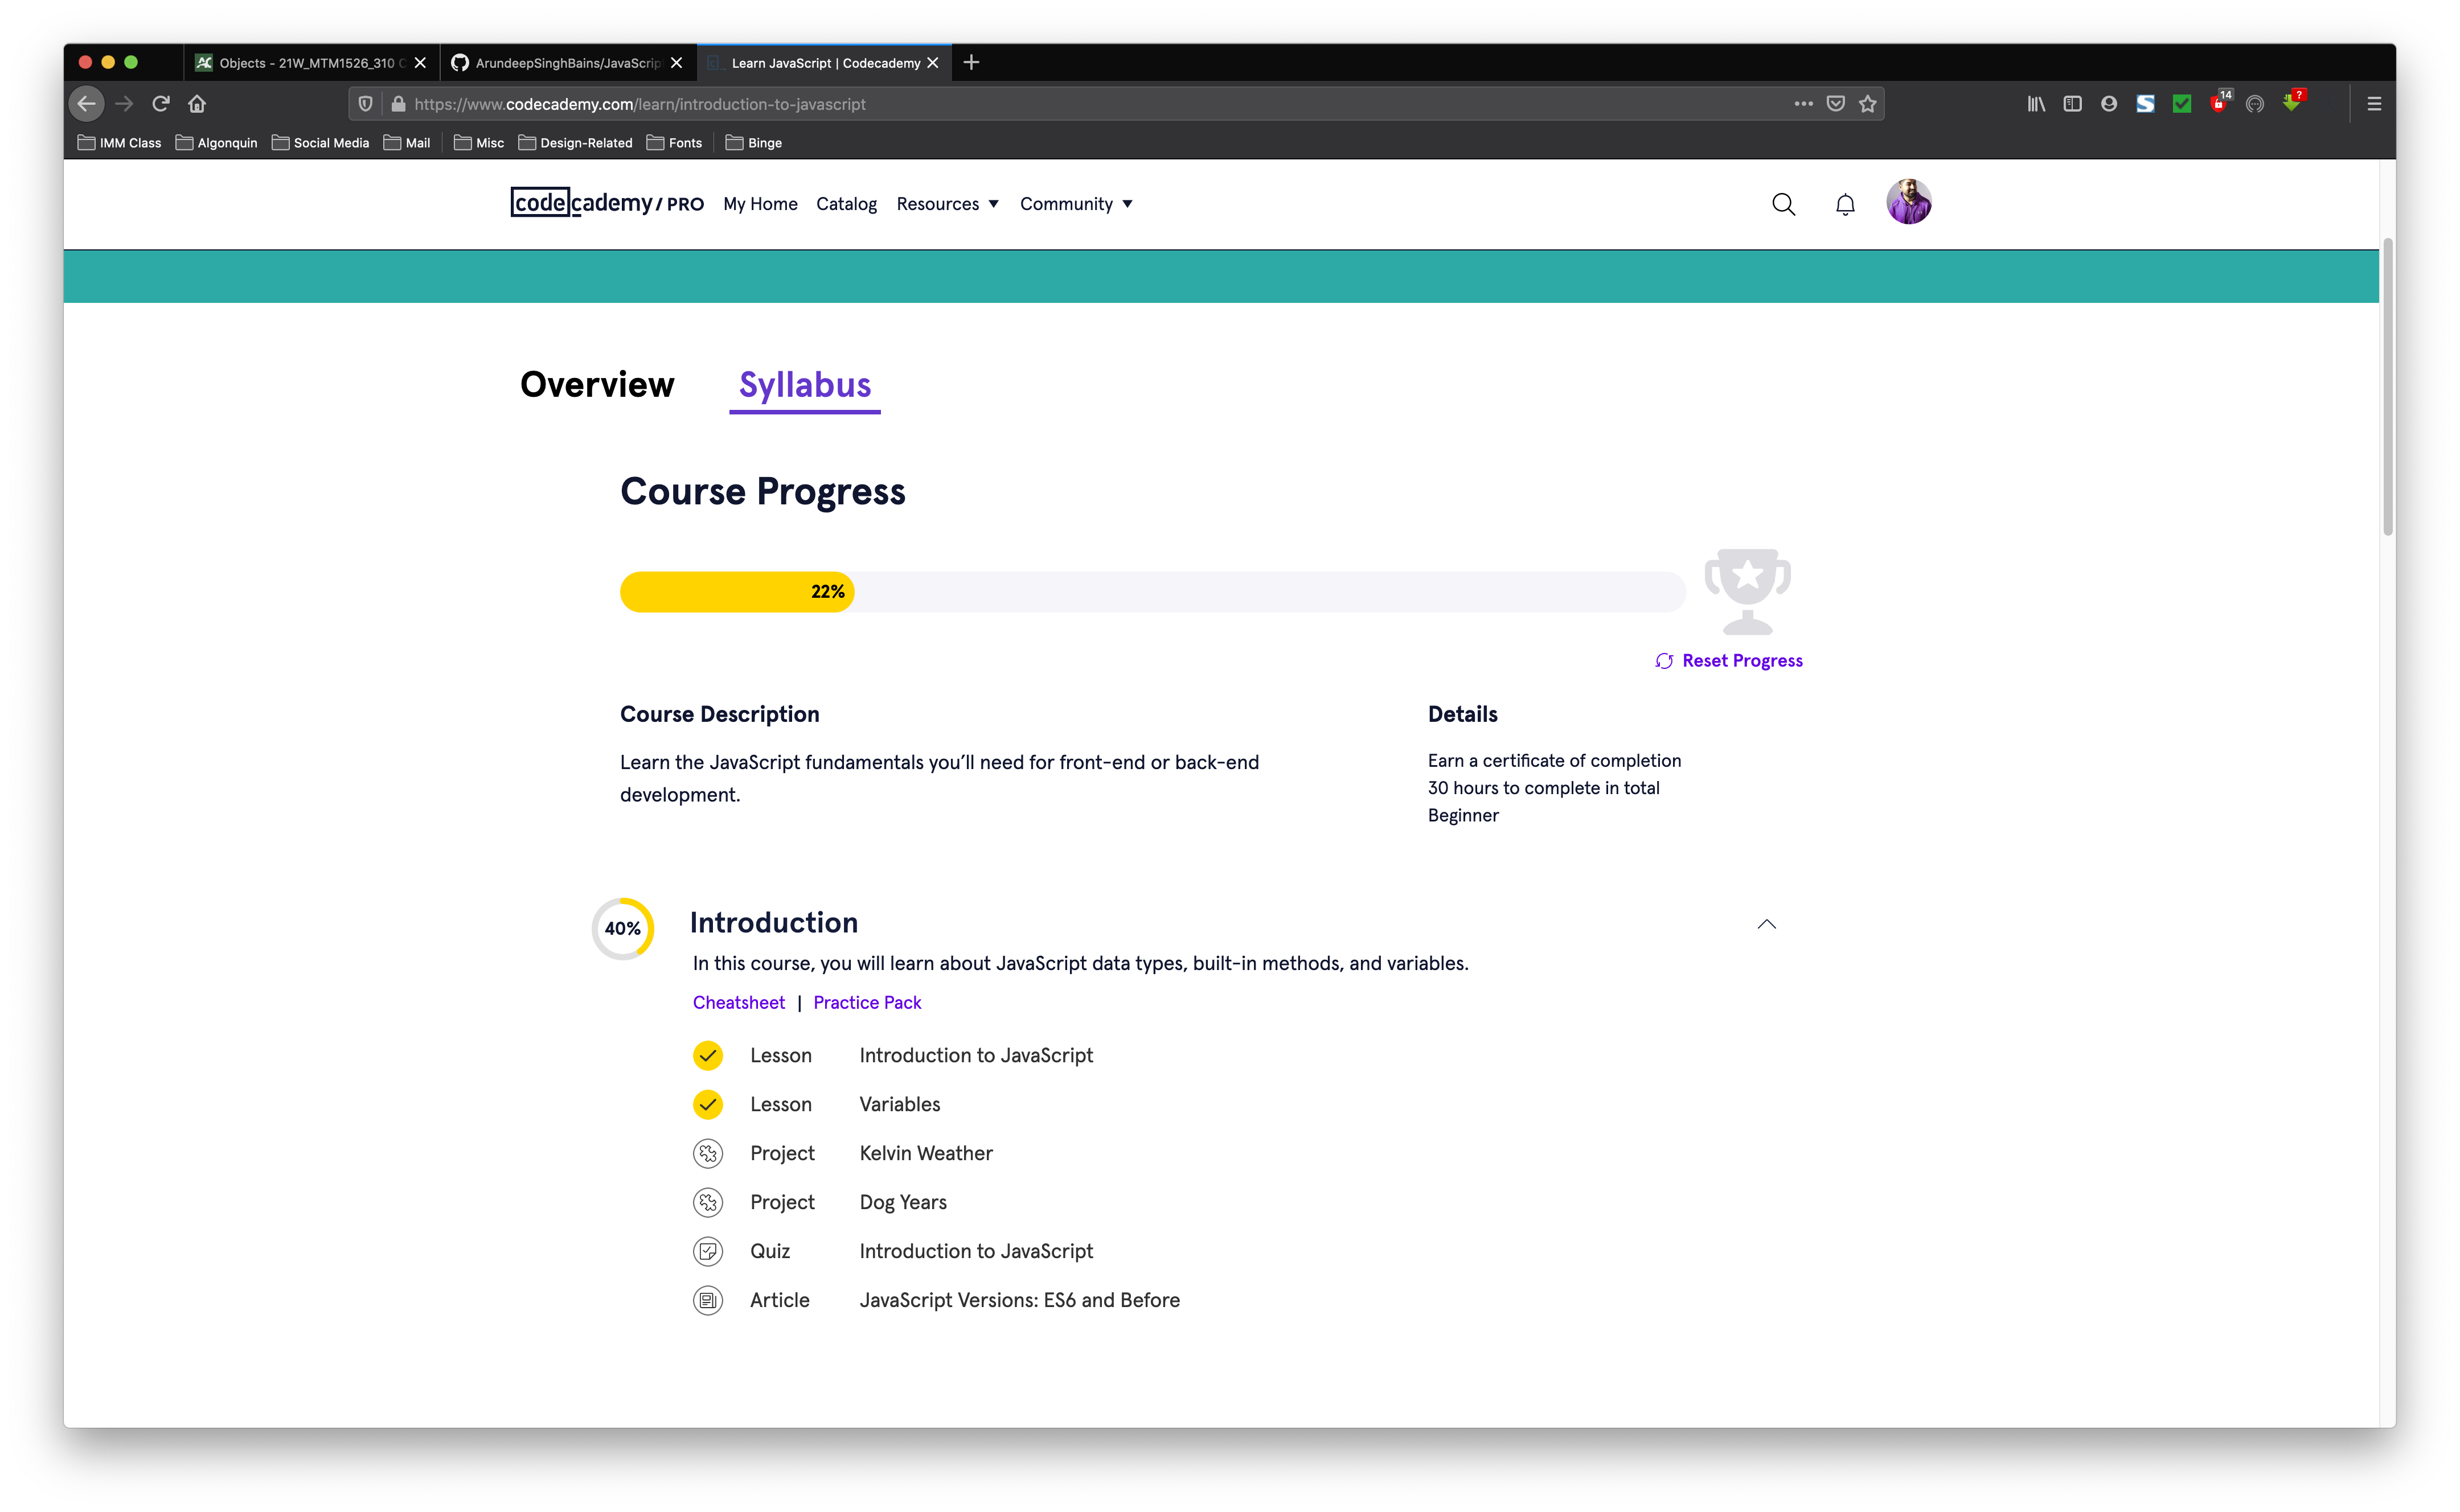 Objects - 21W_MTM1526_310
ArundeepSinghBains/JavaScrip
Learn JavaScript | Codecademy
https://www.codecademy.com/learn/introduction-to-javascript
14
?
IMM Class
Algonquin
Social Media
Mail
Misc
Design-Related
Fonts
Binge
codecademy / PRO
My Home
Catalog
Resources
Community
Overview
Syllabus
Course Progress
22%
Reset Progress
Course Description
Learn the JavaScript fundamentals you’ll need for front-end or back-end
development.
Details
Earn a certificate of completion
30 hours to complete in total
Beginner
40%
Introduction
In this course, you will learn about JavaScript data types, built-in methods, and variables.
Cheatsheet | Practice Pack
Lesson Introduction to JavaScript
Lesson Variables
Project Kelvin Weather
Project Dog Years
Quiz Introduction to JavaScript
Article JavaScript Versions: ES6 and Before